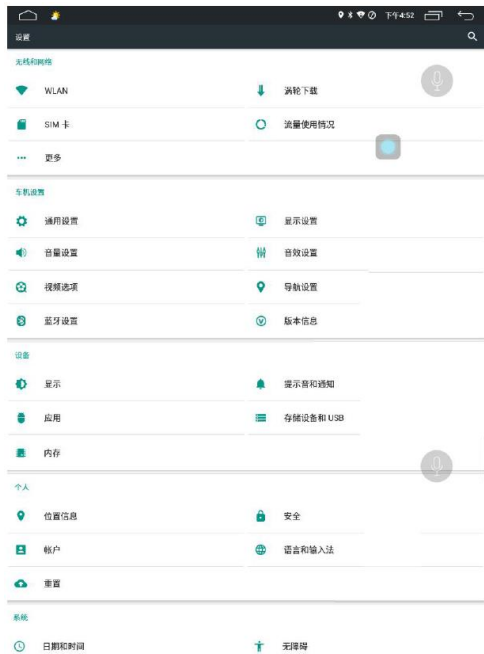 下午4:52
设置
无线和网络
WLAN
涡轮下载
SIM 卡
流量使用情况
更多
车机设置
通用设置
显示设置
音量设置
音效设置
视频选项
导航设置
蓝牙设置
版本信息
设备
显示
提示音和通知
应用
存储设备和 USB
内存
个人
位置信息
安全
帐户
语言和输入法
重置
系统
日期和时间
无障碍